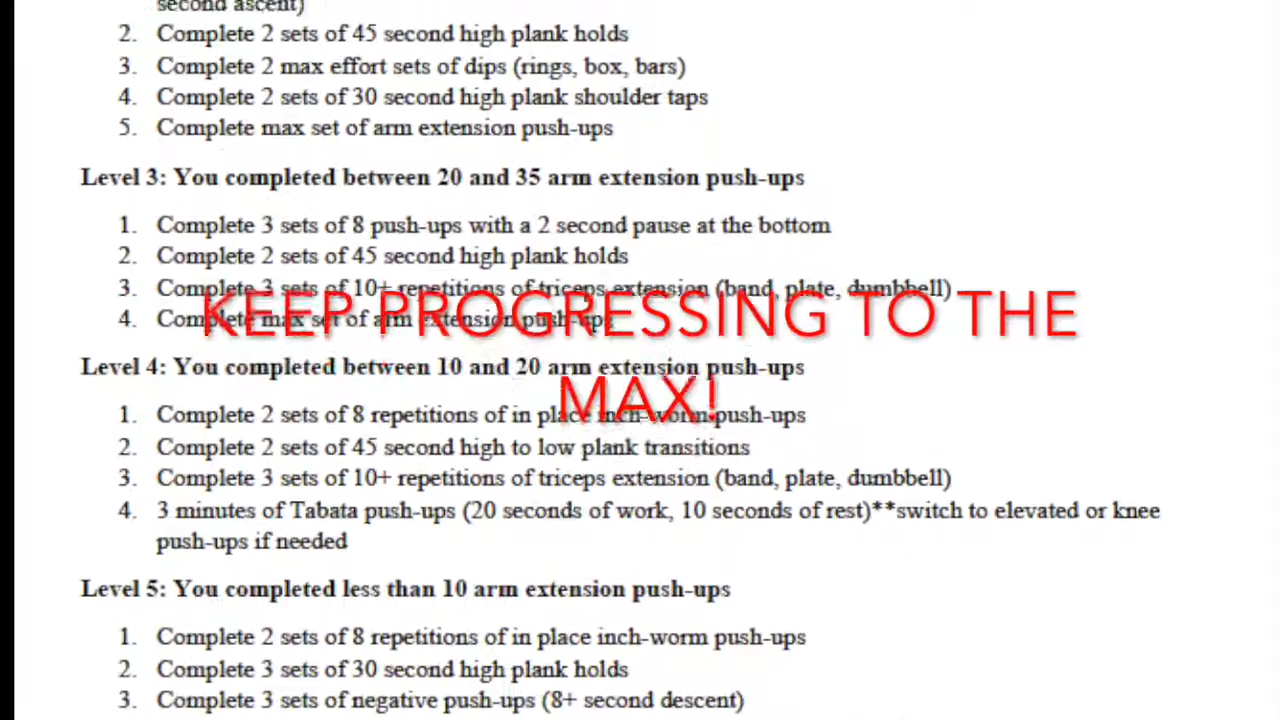 second ascent)
2. Complete 2 sets of 45 second high plank holds
3. Complete 2 max effort sets of dips (rings, box, bars)
4. Complete 2 sets of 30 second high plank shoulder taps
5. Complete max set of arm extension push-ups
Level 3: You completed between 20 and 35 arm extension push-ups
1. Complete 3 sets of 8 push-ups with a 2 second pause at the bottom
2. Complete 2 sets of 45 second high plank holds
3. Complete 3 sets of 10+ repetitions of triceps extension (band, plate, dumbbell)
4. Complete max set of arm extension push-ups
KEEP PROGRESSING TO THE
MAX!
Level 4: You completed between 10 and 20 arm extension push-ups
1. Complete 2 sets of 8 repetitions of in place inch-worm push-ups
2. Complete 2 sets of 45 second high to low plank transitions
3. Complete 3 sets of 10+ repetitions of triceps extension (band, plate, dumbbell)
4. 3 minutes of Tabata push-ups (20 seconds of work, 10 seconds of rest)**switch to elevated or knee
push-ups if needed
Level 5: You completed less than 10 arm extension push-ups
1. Complete 2 sets of 8 repetitions of in place inch-worm push-ups
2. Complete 3 sets of 30 second high plank holds
3. Complete 3 sets of negative push-ups (8+ second descent)